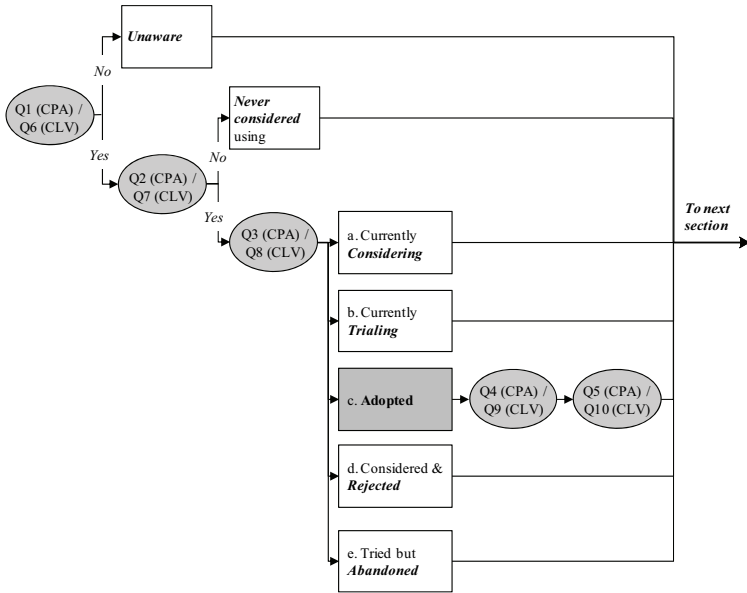 Unaware
No
Q1 (CPA) /
Q6 (CLV)
Yes
Never
considered
using
No
Q2 (CPA) /
Q7 (CLV)
Yes
Q3 (CPA) /
Q8 (CLV)
a. Currently
Considering
To next
section
b. Currently
Trialing
c. Adopted
Q4 (CPA) /
Q9 (CLV)
Q5 (CPA) /
Q10 (CLV)
d. Considered &
Rejected
e. Tried but
Abandoned